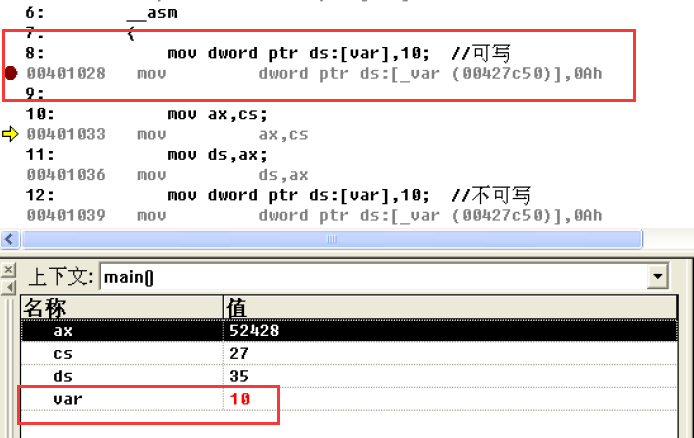 6: __asm
7: {
8: mov dword ptr ds:[var],10; //可写
00401028 mov dword ptr ds:[_var (00427c50)],0Ah
9:
10: mov ax,cs;
00401033 mov ax,cs
11: mov ds,ax;
00401036 mov ds,ax
12: mov dword ptr ds:[var],10; //不可写
00401039 mov dword ptr ds:[_var (00427c50)],0Ah
上下文: main()
名称 值
ax 52428
cs 27
ds 35
var 10